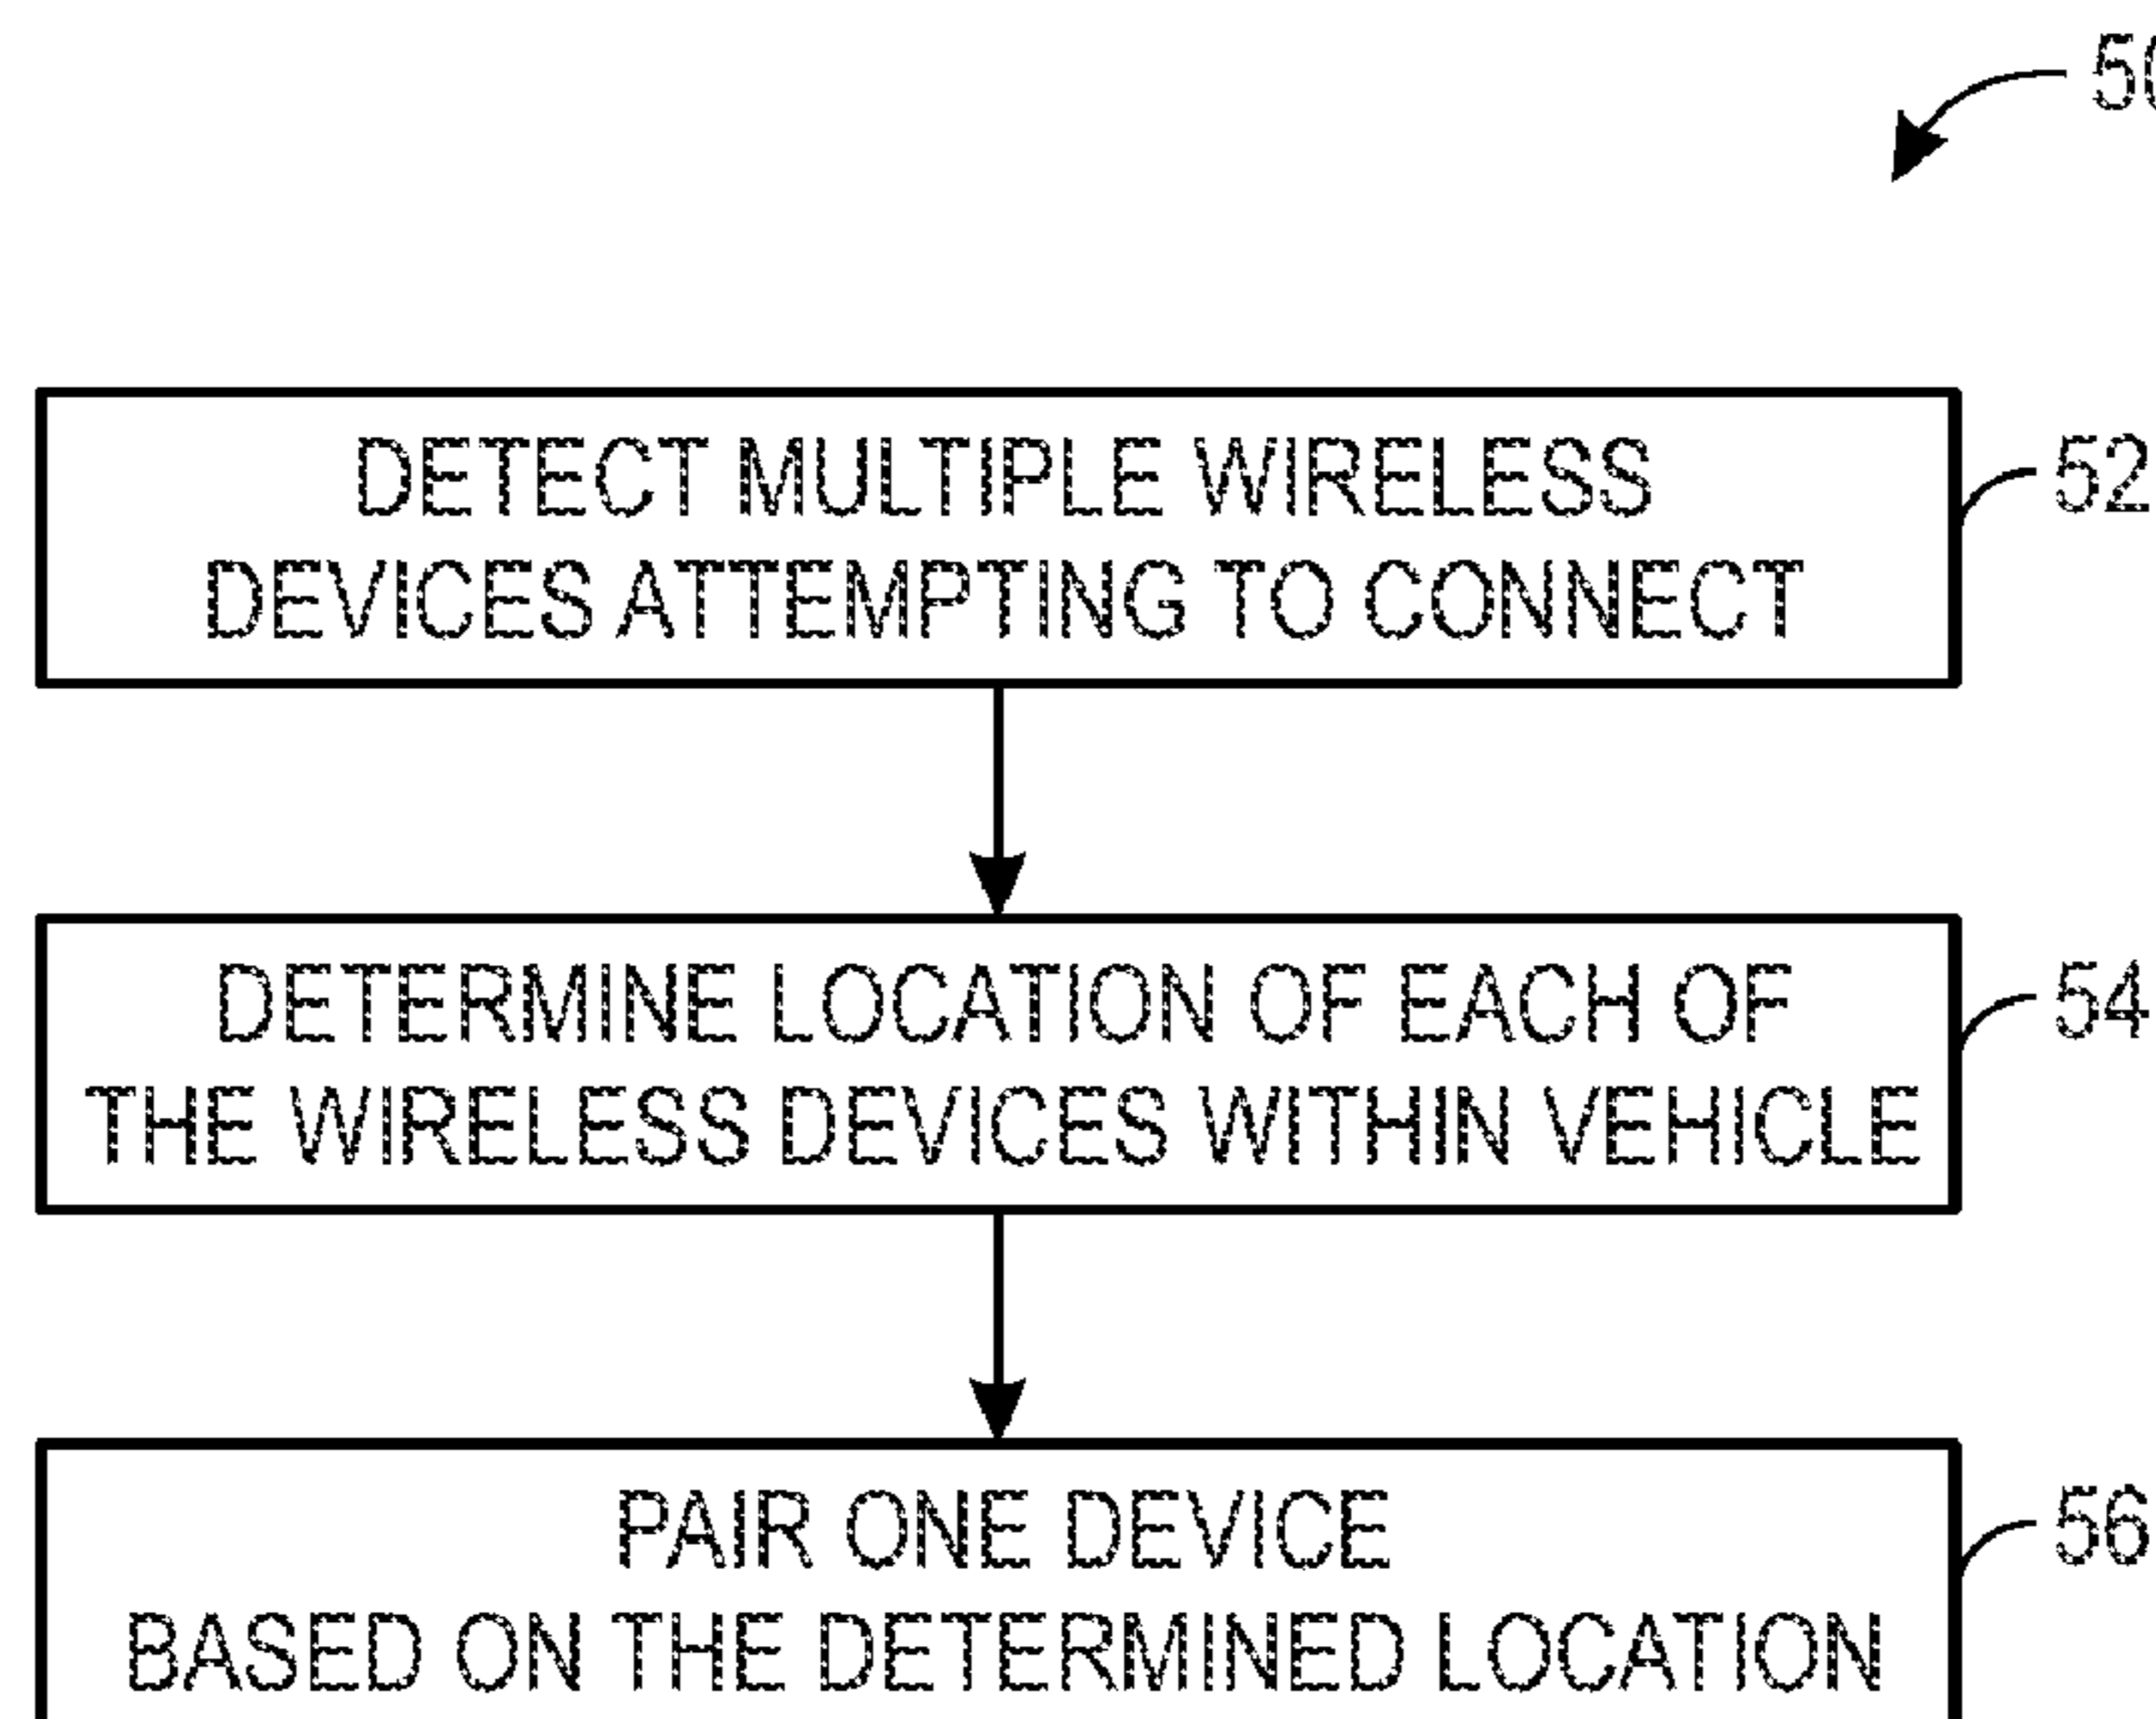 50
DETECT MULTIPLE WIRELESS
DEVICES ATTEMPTING TO CONNECT
52
DETERMINE LOCATION OF EACH OF
THE WIRELESS DEVICES WITHIN VEHICLE
54
PAIR ONE DEVICE
BASED ON THE DETERMINED LOCATION
56